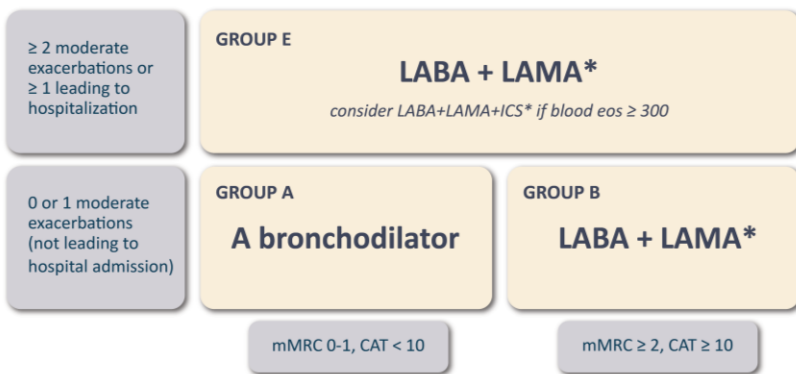 ≥ 2 moderate
exacerbations or
≥ 1 leading to
hospitalization
GROUP E
LABA + LAMA*
consider LABA+LAMA+ICS* if blood eos ≥ 300
0 or 1 moderate
exacerbations
(not leading to
hospital admission)
GROUP A
A bronchodilator
GROUP B
LABA + LAMA*
mMRC 0-1, CAT < 10
mMRC ≥ 2, CAT ≥ 10